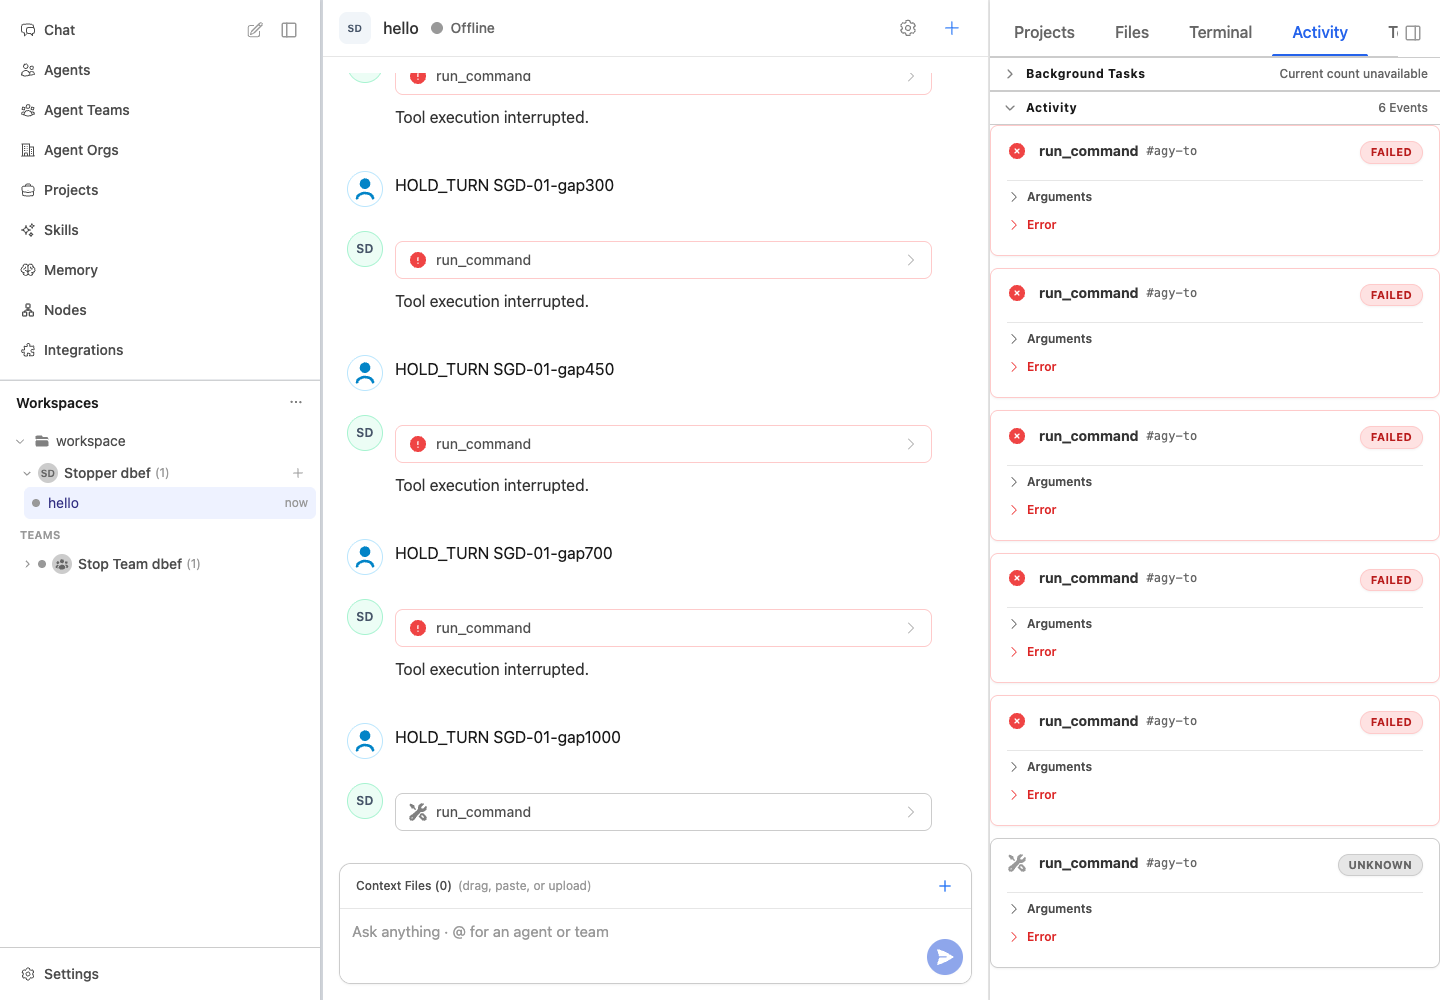 Chat
Agents
Agent Teams
Agent Orgs
Projects
Skills
Memory
Nodes
Integrations
Workspaces
workspace
SD Stopper dbef (1)
hello now
TEAMS
Stop Team dbef (1)
Settings
SD hello Offline
run_command
Tool execution interrupted.
HOLD_TURN SGD-01-gap300
SD run_command
Tool execution interrupted.
HOLD_TURN SGD-01-gap450
SD run_command
Tool execution interrupted.
HOLD_TURN SGD-01-gap700
SD run_command
Tool execution interrupted.
HOLD_TURN SGD-01-gap1000
SD run_command
Context Files (0) (drag, paste, or upload)
Ask anything · @ for an agent or team
Projects Files Terminal Activity
Background Tasks Current count unavailable
Activity 6 Events
run_command #agy-to FAILED
Arguments
Error
run_command #agy-to FAILED
Arguments
Error
run_command #agy-to FAILED
Arguments
Error
run_command #agy-to FAILED
Arguments
Error
run_command #agy-to FAILED
Arguments
Error
run_command #agy-to UNKNOWN
Arguments
Error